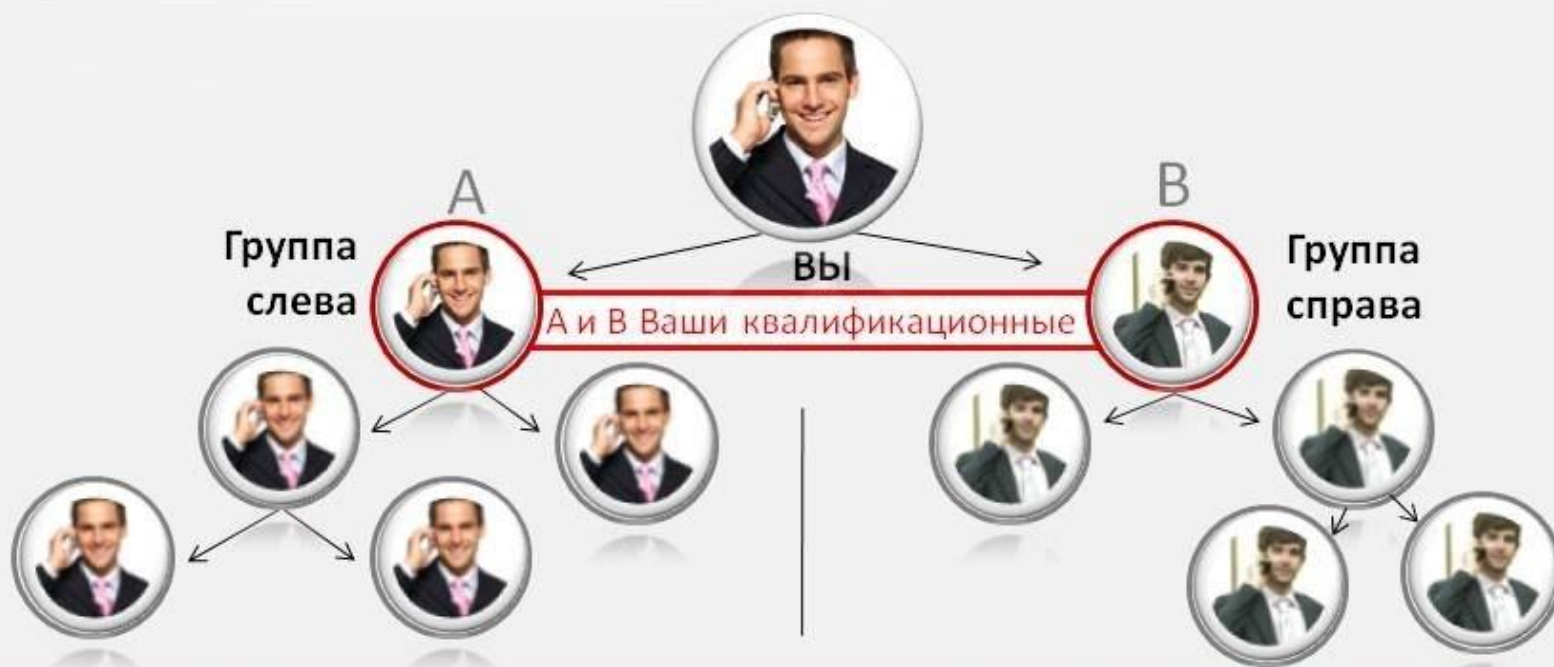 A
B
Группа
слева
ВЫ
Группа
справа
А и В Ваши квалификационные